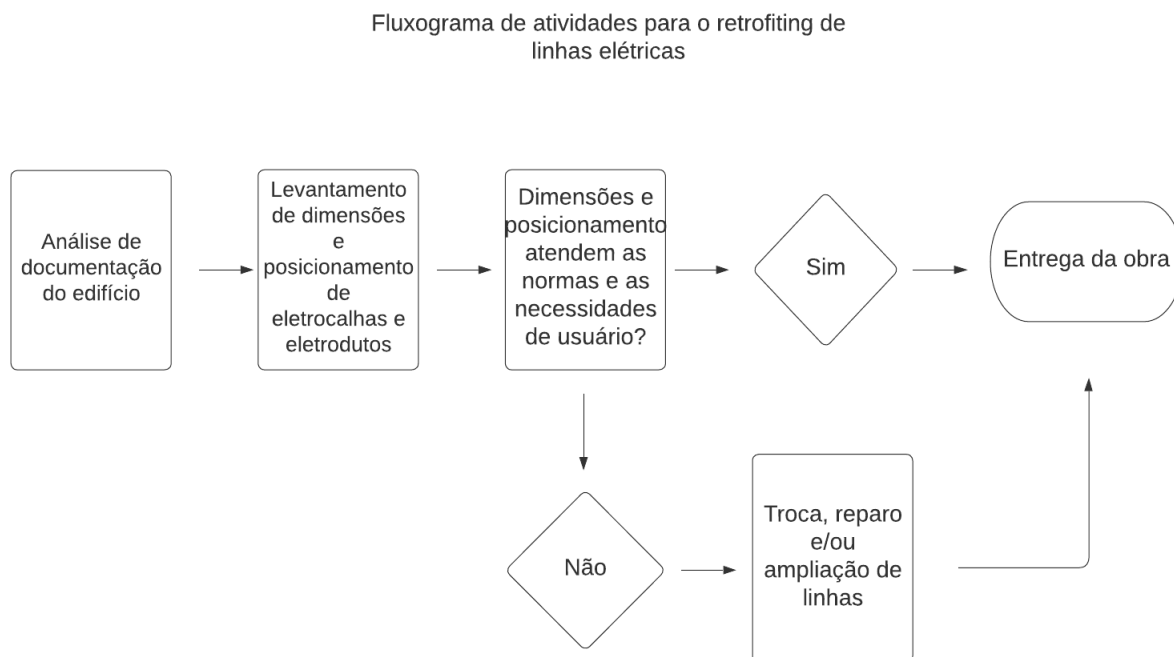 Fluxograma de atividades para o retrofiting de
linhas elétricas
Análise de
documentação
do edifício
Levantamento
de dimensões
e
posicionamento
de
eletrocalhas e
eletrodutos
Dimensões e
posicionamento
atendem as
normas e as
necessidades
de usuário?
Sim
Entrega da obra
Não
Troca, reparo
e/ou
ampliação de
linhas